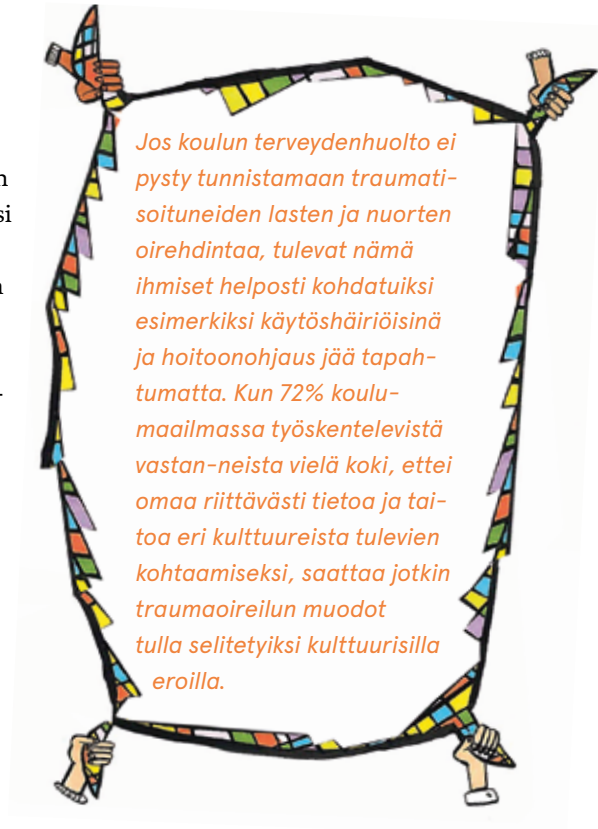 n
si
n
-
Jos koulun terveydenhuolto ei
pysty tunnistamaan traumati-
soituneiden lasten ja nuorten
oirehdintaa, tulevat nämä
ihmiset helposti kohdatuiksi
esimerkiksi käytöshäiriöisinä
ja hoitoonohjaus jää tapah-
tumatta. Kun 72% koulu-
maailmassa työskentelevistä
vastan-neista vielä koki, ettei
omaa riittävästi tietoa ja tai-
toa eri kulttuureista tulevien
kohtaamiseksi, saattaa jotkin
traumaoireilun muodot
tulla selitetyiksi kulttuurisilla
eroilla.